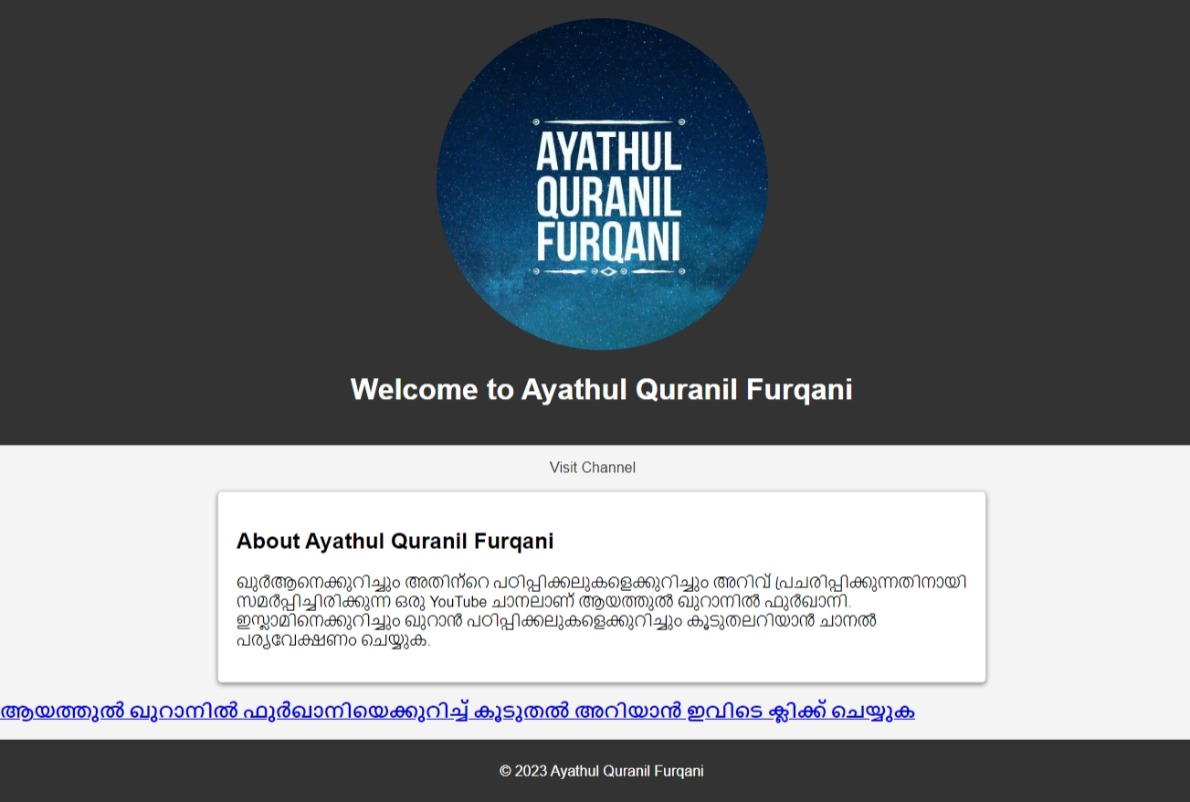 AYATHUL
QURANIL
FURQANI
Welcome to Ayathul Quranil Furqani
Visit Channel
About Ayathul Quranil Furqani
ഖുർആനെക്കുറിച്ചും അതിന്റെ പഠിപ്പിക്കലുകളെക്കുറിച്ചും അറിവ് പ്രചരിപ്പിക്കുന്നതിനായി
സമർപ്പിച്ചിരിക്കുന്ന ഒരു YouTube ചാനലാണ് ആയത്തുൽ ഖുറാനിൽ ഫുർഖാനി.
ഇസ്ലാമിനെക്കുറിച്ചും ഖുറാൻ പഠിപ്പിക്കലുകളെക്കുറിച്ചും കൂടുതലറിയാൻ ചാനൽ
പര്യവേക്ഷണം ചെയ്യുക.
ആയത്തുൽ ഖുറാനിൽ ഫുർഖാനിയെക്കുറിച്ച് കൂടുതൽ അറിയാൻ ഇവിടെ ക്ലിക്ക് ചെയ്യുക
© 2023 Ayathul Quranil Furqani